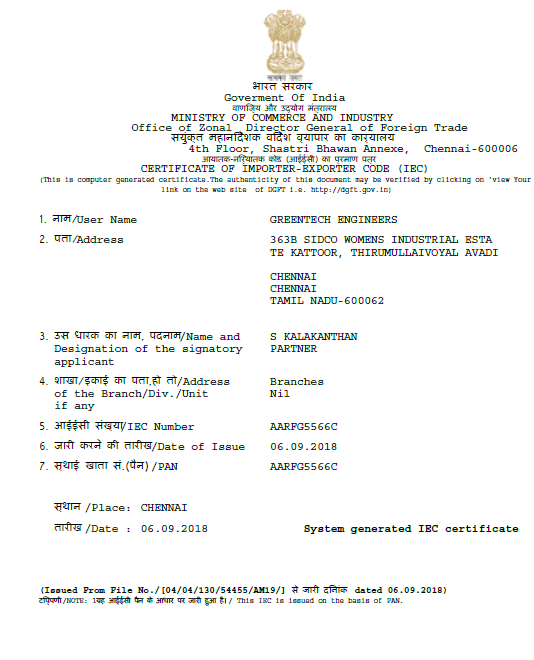 भारत सरकार
Goverment Of India
वाणिज्य और उद्योग मंत्रालय
MINISTRY OF COMMERCE AND INDUSTRY
Office of Zonal Director General of Foreign Trade
संयुक्त महानिदेशक विदेश व्यापार का कार्यालय
4th Floor, Shastri Bhawan Annexe, Chennai-600006
आयातक-निर्यातक कोड (आईईसी) का प्रमाण पत्र
CERTIFICATE OF IMPORTER-EXPORTER CODE (IEC)
(This is computer generated certificate.The authenticity of this document may be verified by clicking on 'view Your
link on the web site of DGFT i.e. http://dgft.gov.in)
1. नाम/User Name GREENTECH ENGINEERS
2. पता/Address 363B SIDCO WOMENS INDUSTRIAL ESTA
TE KATTOOR, THIRUMULLAIVOYAL AVADI
CHENNAI
CHENNAI
TAMIL NADU-600062
3. उस धारक का नाम, पदनाम/Name and S KALAKANTHAN
Designation of the signatory PARTNER
applicant
4. शाखा/इकाई का पता,हो तो/Address Branches
of the Branch/Div./Unit Nil
if any
5. आईईसी संख्या/IEC Number AARFG5566C
6. जारी करने की तारीख/Date of Issue 06.09.2018
7. स्थाई खाता सं.(पैन) /PAN AARFG5566C
स्थान /Place: CHENNAI
तारीख /Date : 06.09.2018 System generated IEC certificate
(Issued From File No./[04/04/130/54455/AM19/] से जारी दिनांक dated 06.09.2018)
टिप्पणी/NOTE: 1यह आईईसी पैन के आधार पर जारी हुआ है।/ This IEC is issued on the basis of PAN.